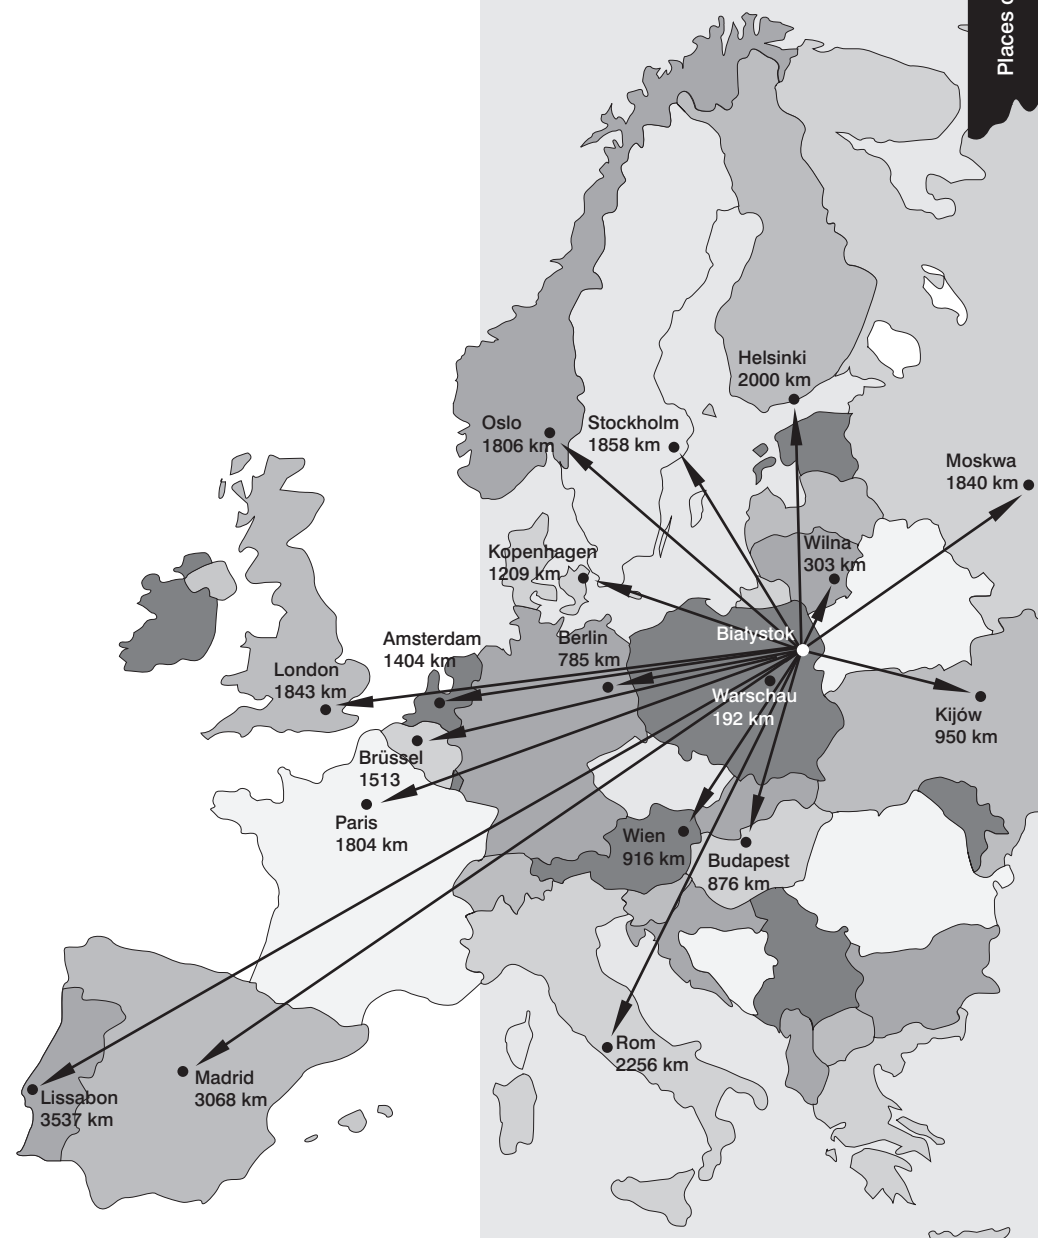 Places
Helsinki
2000 km
Oslo
1806 km
Stockholm
1858 km
Moskwa
1840 km
Wilna
303 km
Kopenhagen
1209 km
Białystok
Berlin
785 km
Amsterdam
1404 km
London
1843 km
Warschau
192 km
Kijów
950 km
Brüssel
1513
Paris
1804 km
Wien
916 km
Budapest
876 km
Rom
2256 km
Madrid
3068 km
Lissabon
3537 km